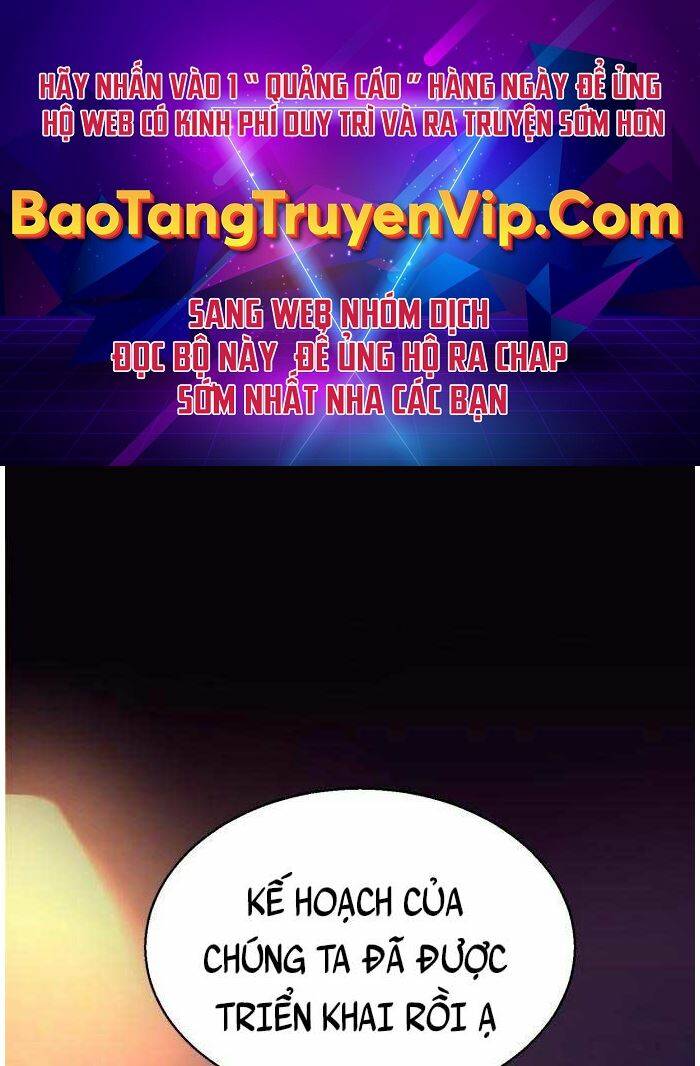 HÃY NHẤN VÀO 1 “ QUẢNG CÁO ” HÀNG NGÀY ĐỂ ỦNG
HỘ WEB CÓ KINH PHÍ DUY TRÌ VÀ RA TRUYỆN SỚM HƠN
BaoTangTruyenVip.Com
SANG WEB NHÓM DỊCH
ĐỌC BỘ NÀY ĐỂ ỦNG HỘ RA CHAP
SỚM NHẤT NHA CÁC BẠN
KẾ HOẠCH CỦA
CHÚNG TA ĐÃ ĐƯỢC
TRIỂN KHAI RỒI Ạ